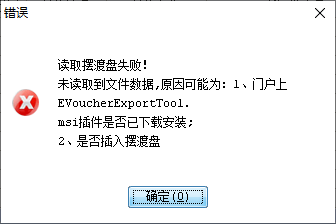 错误
读取摆渡盘失败!
未读取到文件数据,原因可能为: 1、门户上
EVoucherExportTool.
msi插件是否已下载安装;
2、是否插入摆渡盘
确定(O)